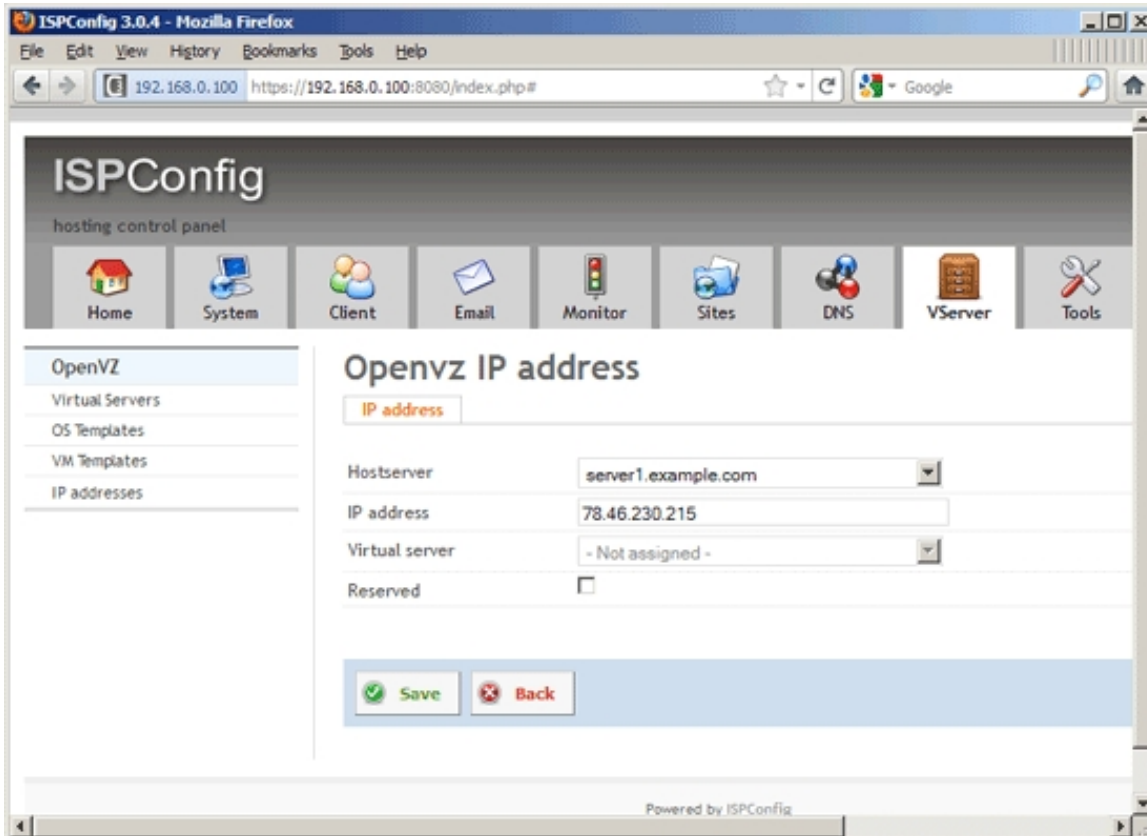 ISPConfig 3.0.4 - Mozilla Firefox
File Edit View History Bookmarks Tools Help
192.168.0.100 https://192.168.0.100:8080/index.php# Google
ISPConfig
hosting control panel
Home System Client Email Monitor Sites DNS VServer Tools
OpenVZ
Virtual Servers
OS Templates
VM Templates
IP addresses
Openvz IP address
IP address
Hostserver server1.example.com
IP address 78.46.230.215
Virtual server - Not assigned -
Reserved
Save Back
Powered by ISPConfig